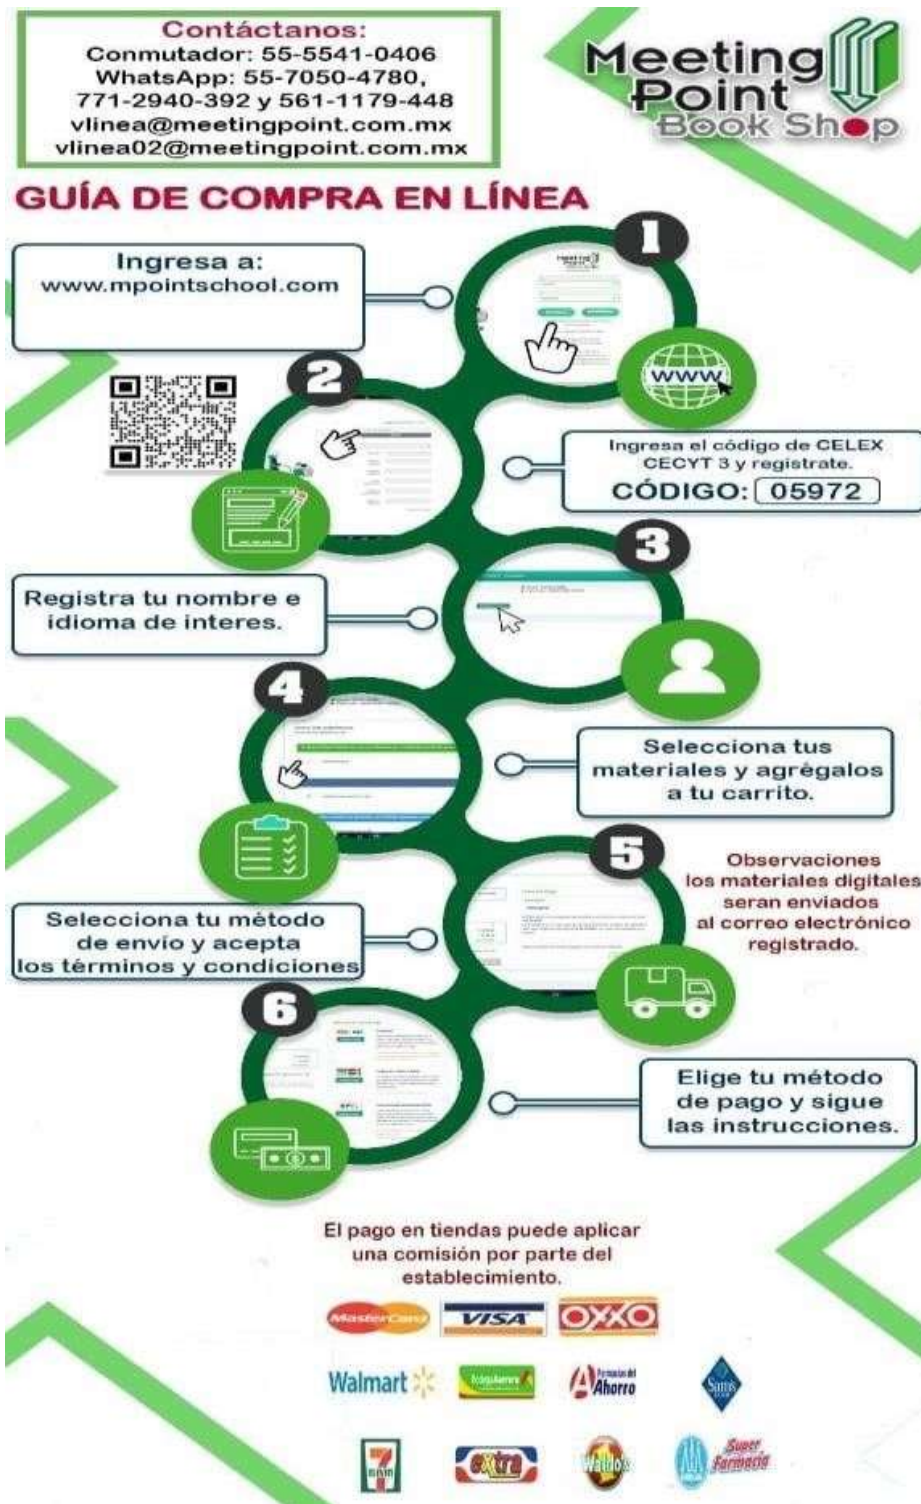 Contáctanos:
Conmutador: 55-5541-0406
WhatsApp: 55-7050-4780,
771-2940-392 y 561-1179-448
vlinea@meetingpoint.com.mx
vlinea02@meetingpoint.com.mx
Meeting
Point
Book Shop
GUÍA DE COMPRA EN LÍNEA
1
Ingresa a:
www.mpointschool.com
Meeting
Point
WWW
2
Ingresa el código de CELEX
CECYT 3 y registrate.
CÓDIGO: 05972
3
Registra tu nombre e
idioma de interes.
4
Selecciona tus
materiales y agrégalos
a tu carrito.
5
Observaciones
los materiales digitales
seran enviados
al correo electrónico
registrado.
Selecciona tu método
de envío y acepta
los términos y condiciones
6
Elige tu método
de pago y sigue
las instrucciones.
El pago en tiendas puede aplicar
una comisión por parte del
establecimiento.
MasterCard
VISA
OXXO
Walmart
Farmacias del
Ahorro
Sam's
7
ELEVEN
extra
Waldo's
Super
Farmacia